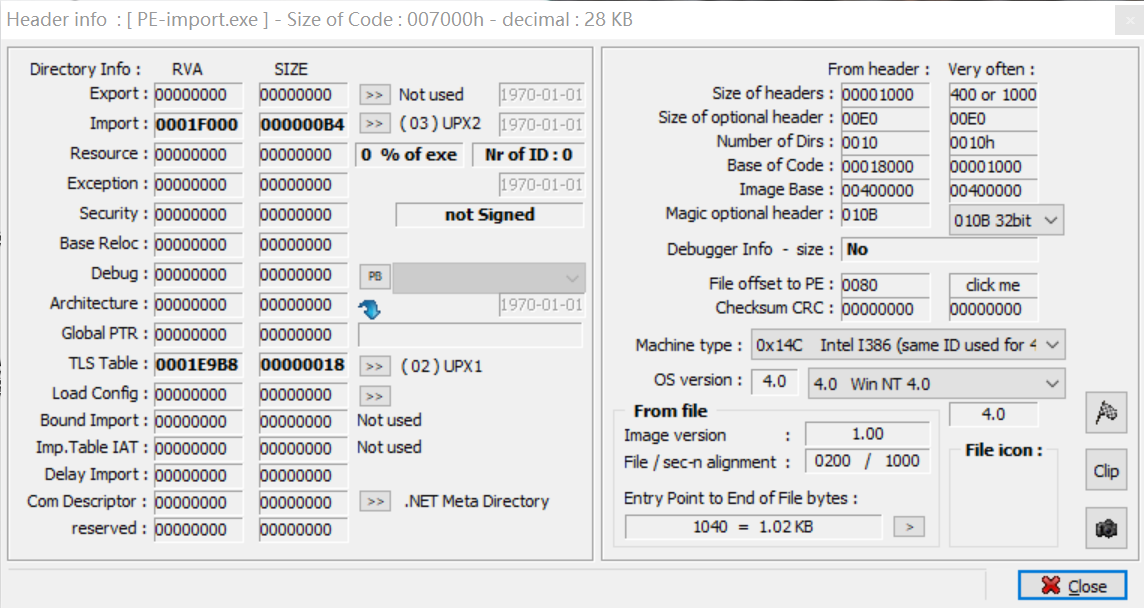 Header info : [ PE-import.exe ] - Size of Code : 007000h - decimal : 28 KB
Directory Info : RVA SIZE
Export : 00000000 00000000 >> Not used 1970-01-01
Import : 0001F000 000000B4 >> ( 03 ) UPX2 1970-01-01
Resource : 00000000 00000000 0 % of exe Nr of ID : 0
Exception : 00000000 00000000 1970-01-01
Security : 00000000 00000000 not Signed
Base Reloc : 00000000 00000000
Debug : 00000000 00000000 PB
Architecture : 00000000 00000000 1970-01-01
Global PTR : 00000000 00000000
TLS Table : 0001E9B8 00000018 >> ( 02 ) UPX1
Load Config : 00000000 00000000 >>
Bound Import : 00000000 00000000 Not used
Imp.Table IAT : 00000000 00000000 Not used
Delay Import : 00000000 00000000
Com Descriptor : 00000000 00000000 >> .NET Meta Directory
reserved : 00000000 00000000
From header : Very often :
Size of headers : 00001000 400 or 1000
Size of optional header : 00E0 00E0
Number of Dirs : 0010 0010h
Base of Code : 00018000 00001000
Image Base : 00400000 00400000
Magic optional header : 010B 010B 32bit
Debugger Info - size : No
File offset to PE : 0080 click me
Checksum CRC : 00000000 00000000
Machine type : 0x14C Intel I386 (same ID used for 4
OS version : 4.0 4.0 Win NT 4.0
From file 4.0
Image version : 1.00
File / sec-n alignment : 0200 / 1000
File icon :
Entry Point to End of File bytes :
1040 = 1.02 KB >
Clip
Close